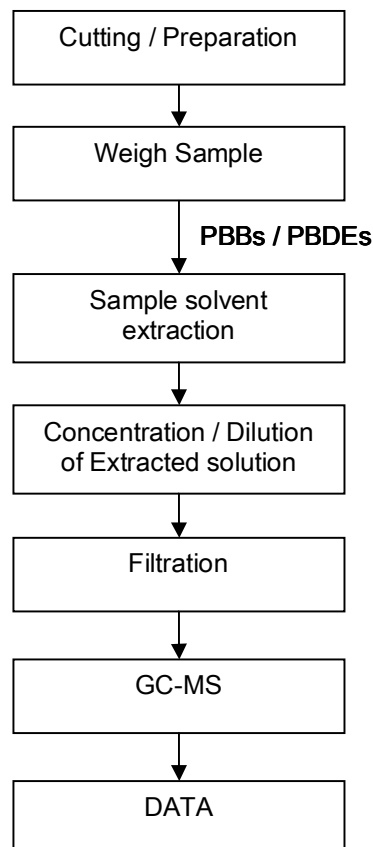 Cutting / Preparation
Weigh Sample
PBBs / PBDEs
Sample solvent
extraction
Concentration / Dilution
of Extracted solution
Filtration
GC-MS
DATA